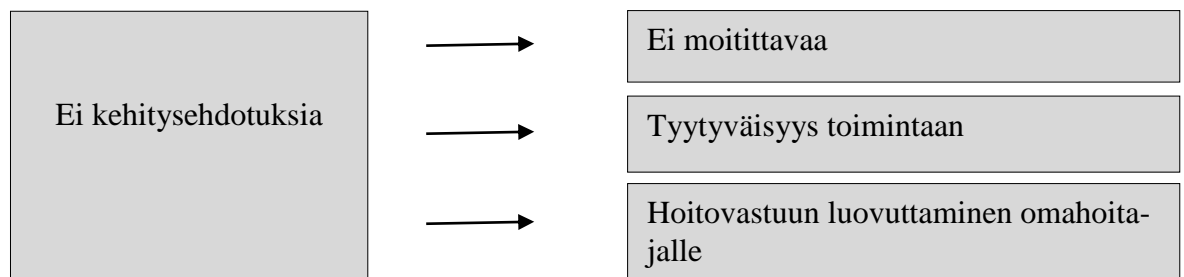 Ei moitittavaa
Ei kehitysehdotuksia
Tyytyväisyys toimintaan
Hoitovastuun luovuttaminen omahoita-
jalle